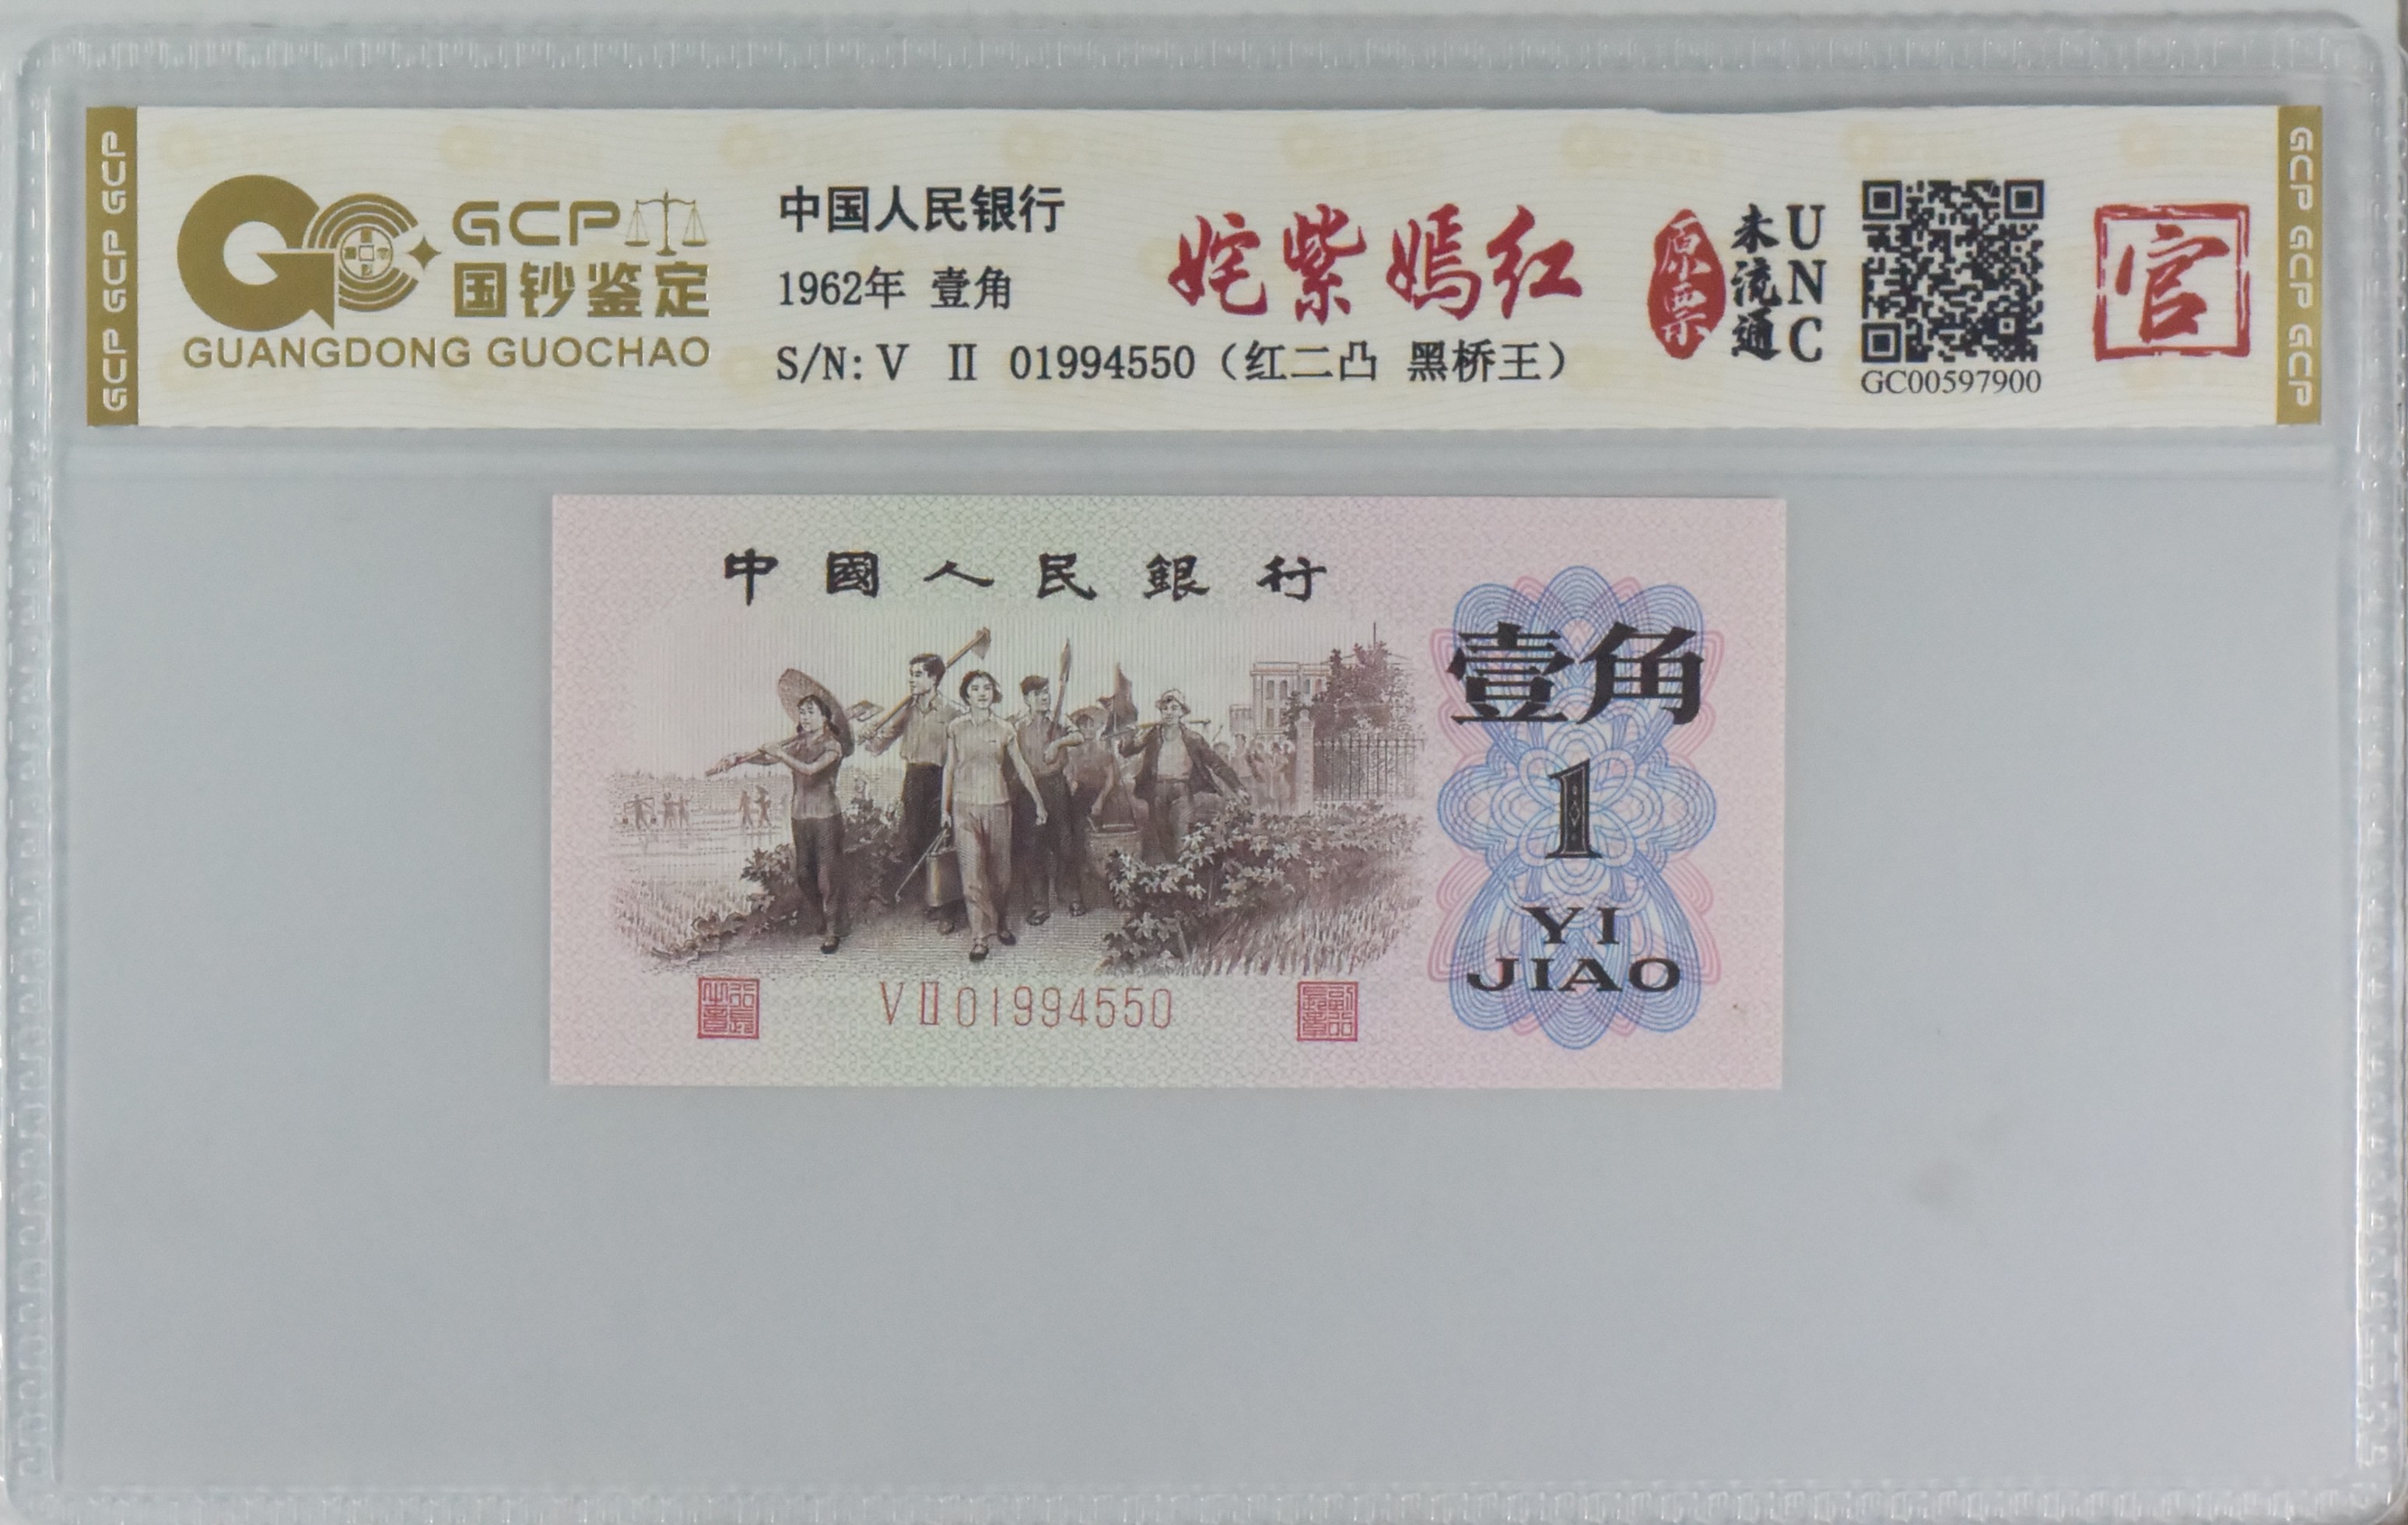 GCP
国钞鉴定
GUANGDONG GUOCHAO
中国人民银行
1962年 壹角
S/N: V Ⅱ 01994550（红二凸 黑桥王）
姹紫嫣红
原票
未流通
UNC
GC00597900
官
GCP GCP GCP
GCP GCP GCP
中國人民銀行
壹角
1
YI
JIAO
V Ⅱ 01994550